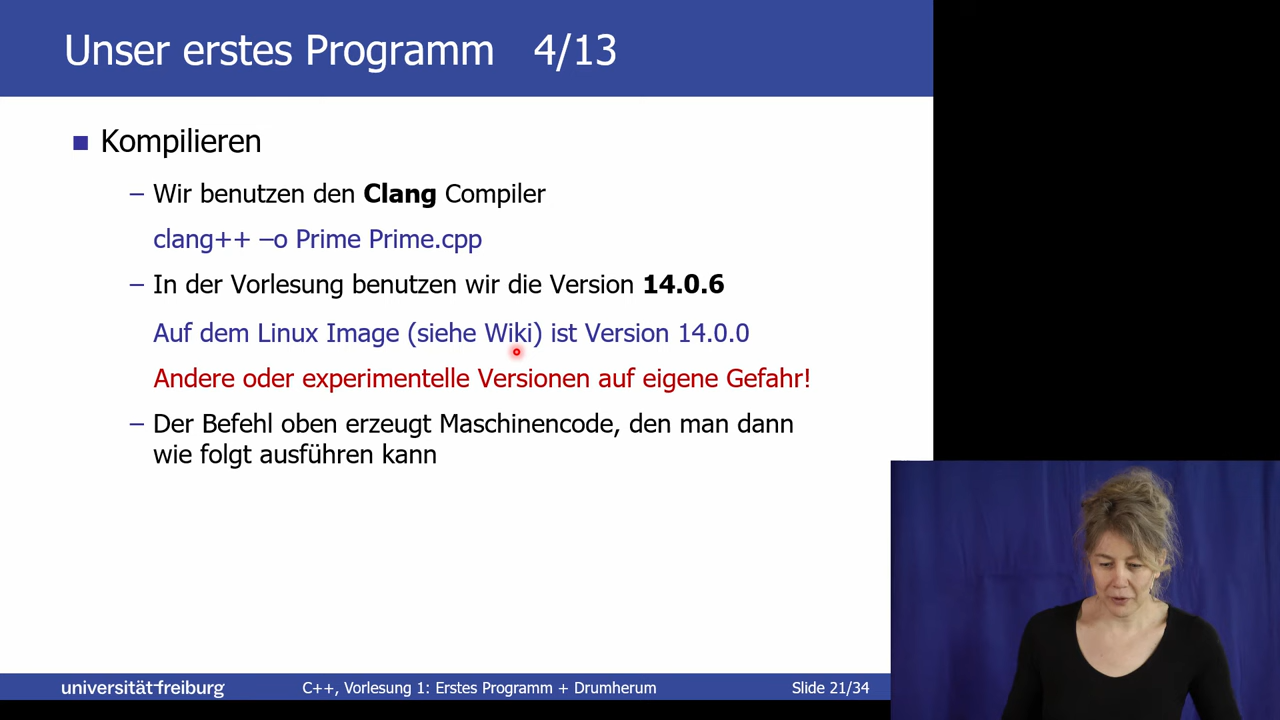 Unser erstes Programm 4/13
Kompilieren
– Wir benutzen den Clang Compiler
clang++ –o Prime Prime.cpp
– In der Vorlesung benutzen wir die Version 14.0.6
Auf dem Linux Image (siehe Wiki) ist Version 14.0.0
Andere oder experimentelle Versionen auf eigene Gefahr!
– Der Befehl oben erzeugt Maschinencode, den man dann
wie folgt ausführen kann
universität freiburg
C++, Vorlesung 1: Erstes Programm + Drumherum
Slide 21/34